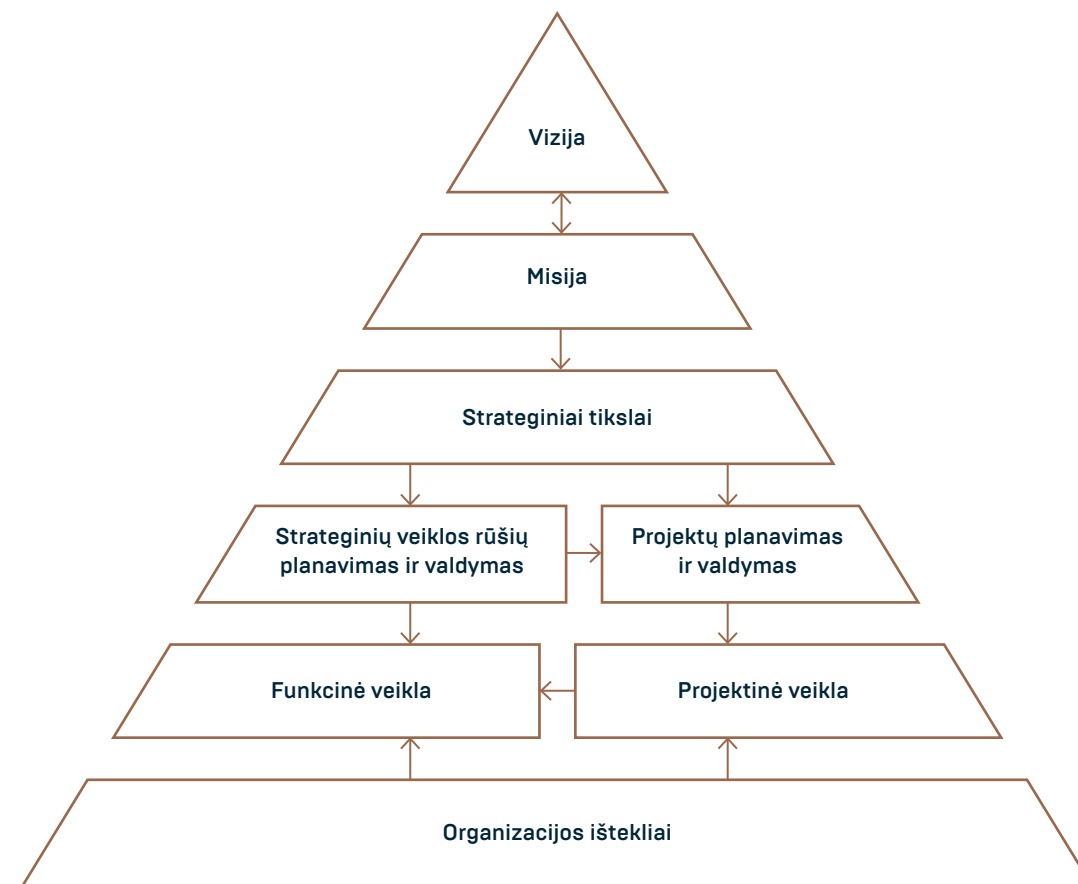 Vizija
Misija
Strateginiai tikslai
Strateginių veiklos rūšių
planavimas ir valdymas
Projektų planavimas
ir valdymas
Funkcinė veikla
Projektinė veikla
Organizacijos ištekliai